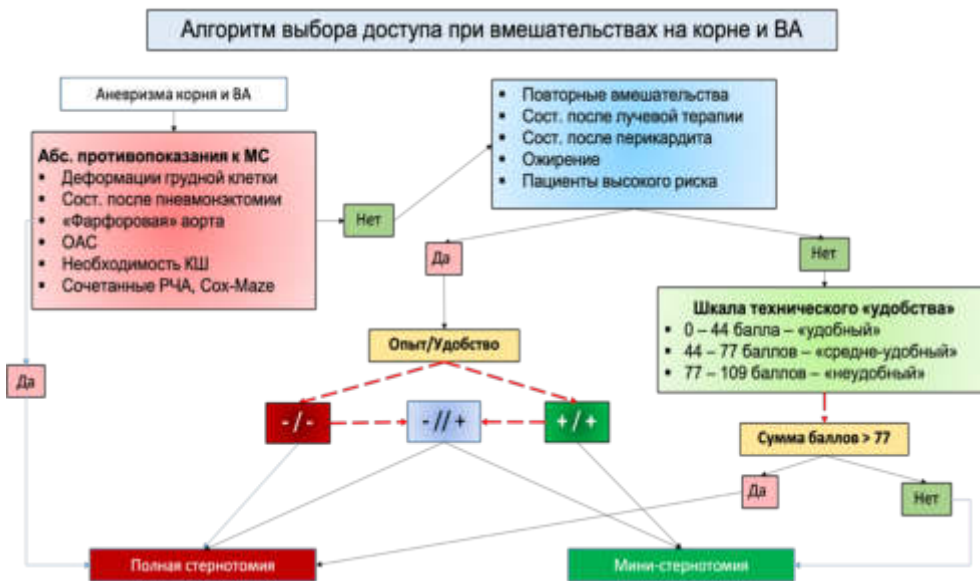 Алгоритм выбора доступа при вмешательствах на корне и ВА
Аневризма корня и ВА
Абс. противопоказания к МС
Деформации грудной клетки
Сост. после пневмонэктомии
«Фарфоровая» аорта
ОАС
Необходимость КШ
Сочетанные РЧА, Cox-Maze
Нет
Повторные вмешательства
Сост. после лучевой терапии
Сост. после перикардита
Ожирение
Пациенты высокого риска
Да
Нет
Шкала технического «удобства»
0 – 44 балла – «удобный»
44 – 77 баллов – «средне-удобный»
77 – 109 баллов – «неудобный»
Опыт/Удобство
Да
- / -
- // +
+ / +
Сумма баллов > 77
Да
Нет
Полная стернотомия
Мини-стернотомия